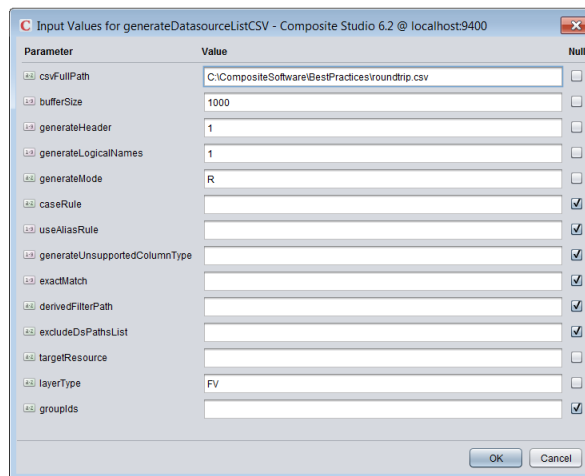 Input Values for generateDatasourceListCSV - Composite Studio 6.2 @ localhost:9400
Parameter Value Null
csvFullPath C:\CompositeSoftware\BestPractices\roundtrip.csv
bufferSize 1000
generateHeader 1
generateLogicalNames 1
generateMode R
caseRule
useAliasRule
generateUnsupportedColumnType
exactMatch
derivedFilterPath
excludeDsPathsList
targetResource
layerType FV
groupIds
OK Cancel